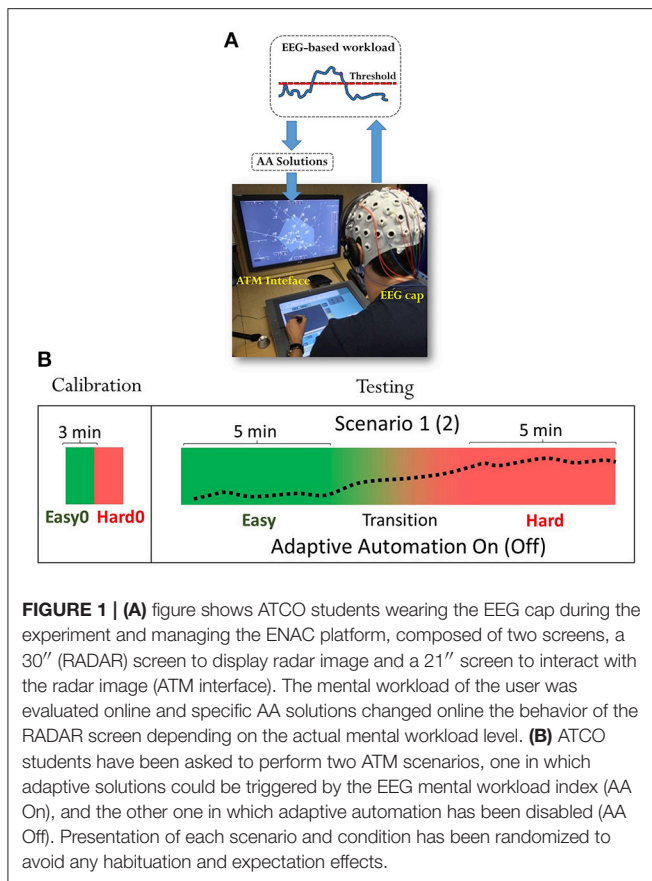 A
EEG-based workload
Threshold
AA Solutions
ATM Inteface
EEG cap
B
Calibration
Testing
3 min
Scenario 1 (2)
5 min
5 min
Easy0 Hard0
Easy
Transition
Hard
Adaptive Automation On (Off)
FIGURE 1 | (A) figure shows ATCO students wearing the EEG cap during the
experiment and managing the ENAC platform, composed of two screens, a
30″ (RADAR) screen to display radar image and a 21″ screen to interact with
the radar image (ATM interface). The mental workload of the user was
evaluated online and specific AA solutions changed online the behavior of the
RADAR screen depending on the actual mental workload level. (B) ATCO
students have been asked to perform two ATM scenarios, one in which
adaptive solutions could be triggered by the EEG mental workload index (AA
On), and the other one in which adaptive automation has been disabled (AA
Off). Presentation of each scenario and condition has been randomized to
avoid any habituation and expectation effects.